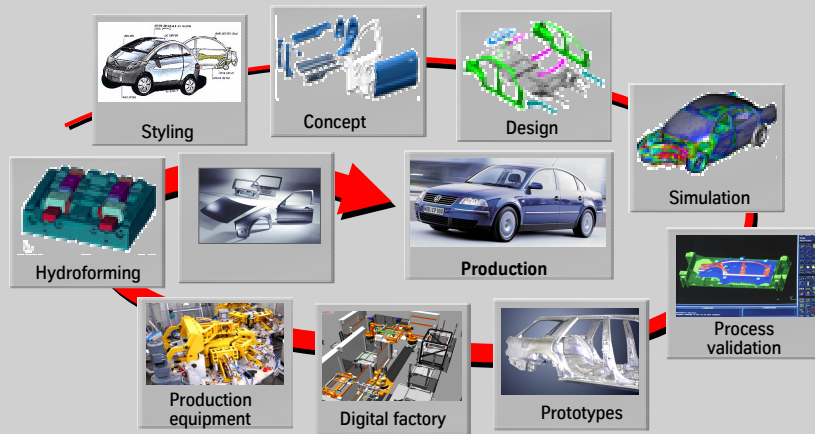 Styling
Concept
Design
Simulation
Hydroforming
Production
Process
validation
Production
equipment
Digital factory
Prototypes